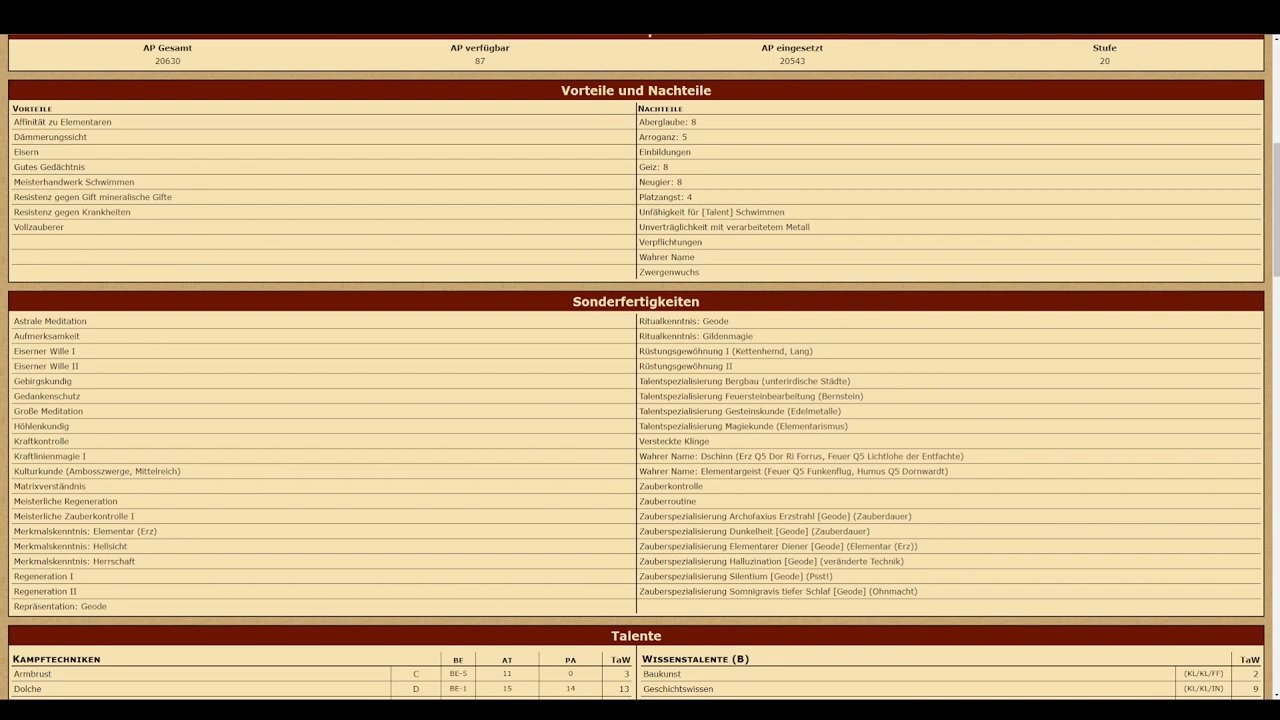 AP Gesamt AP verfügbar AP eingesetzt Stufe
20630 87 20543 20
Vorteile und Nachteile
VORTEILE
Affinität zu Elementaren
Dämmerungssicht
Eisern
Gutes Gedächtnis
Meisterhandwerk Schwimmen
Resistenz gegen Gift mineralische Gifte
Resistenz gegen Krankheiten
Vollzauberer
NACHTEILE
Aberglaube: 8
Arroganz: 5
Einbildungen
Geiz: 8
Neugier: 8
Platzangst: 4
Unfähigkeit für [Talent] Schwimmen
Unverträglichkeit mit verarbeitetem Metall
Verpflichtungen
Wahrer Name
Zwergenwuchs
Sonderfertigkeiten
Astrale Meditation
Aufmerksamkeit
Eiserner Wille I
Eiserner Wille II
Gebirgskundig
Gedankenschutz
Große Meditation
Höhlenkundig
Kraftkontrolle
Kraftlinienmagie I
Kulturkunde (Ambosszwerge, Mittelreich)
Matrixverständnis
Meisterliche Regeneration
Meisterliche Zauberkontrolle I
Merkmalskenntnis: Elementar (Erz)
Merkmalskenntnis: Hellsicht
Merkmalskenntnis: Herrschaft
Regeneration I
Regeneration II
Repräsentation: Geode
Ritualkenntnis: Geode
Ritualkenntnis: Gildenmagie
Rüstungsgewöhnung I (Kettenhemd, Lang)
Rüstungsgewöhnung II
Talentspezialisierung Bergbau (unterirdische Städte)
Talentspezialisierung Feuersteinbearbeitung (Bernstein)
Talentspezialisierung Gesteinskunde (Edelmetalle)
Talentspezialisierung Magiekunde (Elementarismus)
Versteckte Klinge
Wahrer Name: Dschinn (Erz Q5 Dor Ri Forrus, Feuer Q5 Lichtlohe der Entfachte)
Wahrer Name: Elementargeist (Feuer Q5 Funkenflug, Humus Q5 Dornwardt)
Zauberkontrolle
Zauberroutine
Zauberspezialisierung Archofaxius Erzstrahl [Geode] (Zauberdauer)
Zauberspezialisierung Dunkelheit [Geode] (Zauberdauer)
Zauberspezialisierung Elementarer Diener [Geode] (Elementar (Erz))
Zauberspezialisierung Halluzination [Geode] (veränderte Technik)
Zauberspezialisierung Silentium [Geode] (Psst!)
Zauberspezialisierung Somnigravis tiefer Schlaf [Geode] (Ohnmacht)
Talente
KAMPFTECHNIKEN BE AT PA TaW
Armbrust C BE-5 11 0 3
Dolche D BE-1 15 14 13
WISSENSTALENTE (B) TaW
Baukunst (KL/KL/FF) 2
Geschichtswissen (KL/KL/IN) 9